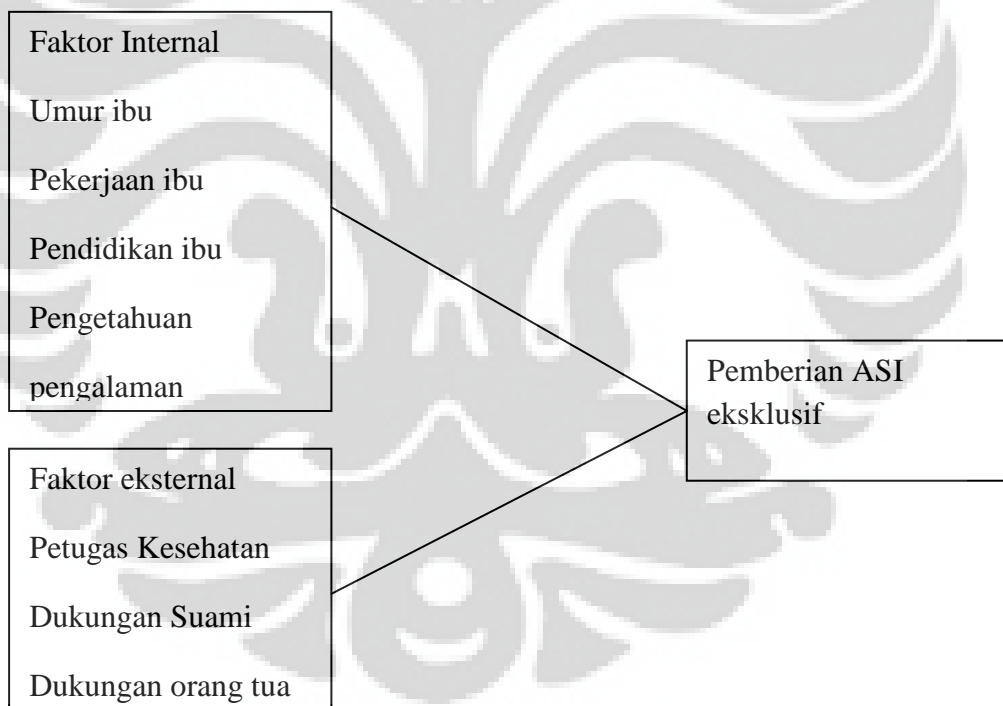 Faktor Internal
Umur ibu
Pekerjaan ibu
Pendidikan ibu
Pengetahuan
pengalaman
Pemberian ASI
eksklusif
Faktor eksternal
Petugas Kesehatan
Dukungan Suami
Dukungan orang tua